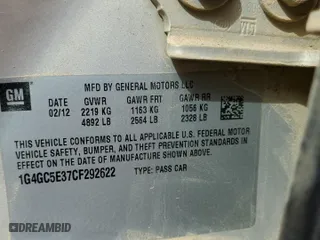 GM
MFD BY GENERAL MOTORS LLC
DATE GVWR GAWR FRT GAWR RR
02/12 2219 KG 1163 KG 1056 KG
4892 LB 2564 LB 2328 LB
THIS VEHICLE CONFORMS TO ALL APPLICABLE U.S. FEDERAL MOTOR
VEHICLE SAFETY, BUMPER, AND THEFT PREVENTION STANDARDS IN
EFFECT ON THE DATE OF MANUFACTURE SHOWN ABOVE.
1G4GC5E37CF292622 TYPE: PASS CAR
DREAMBID